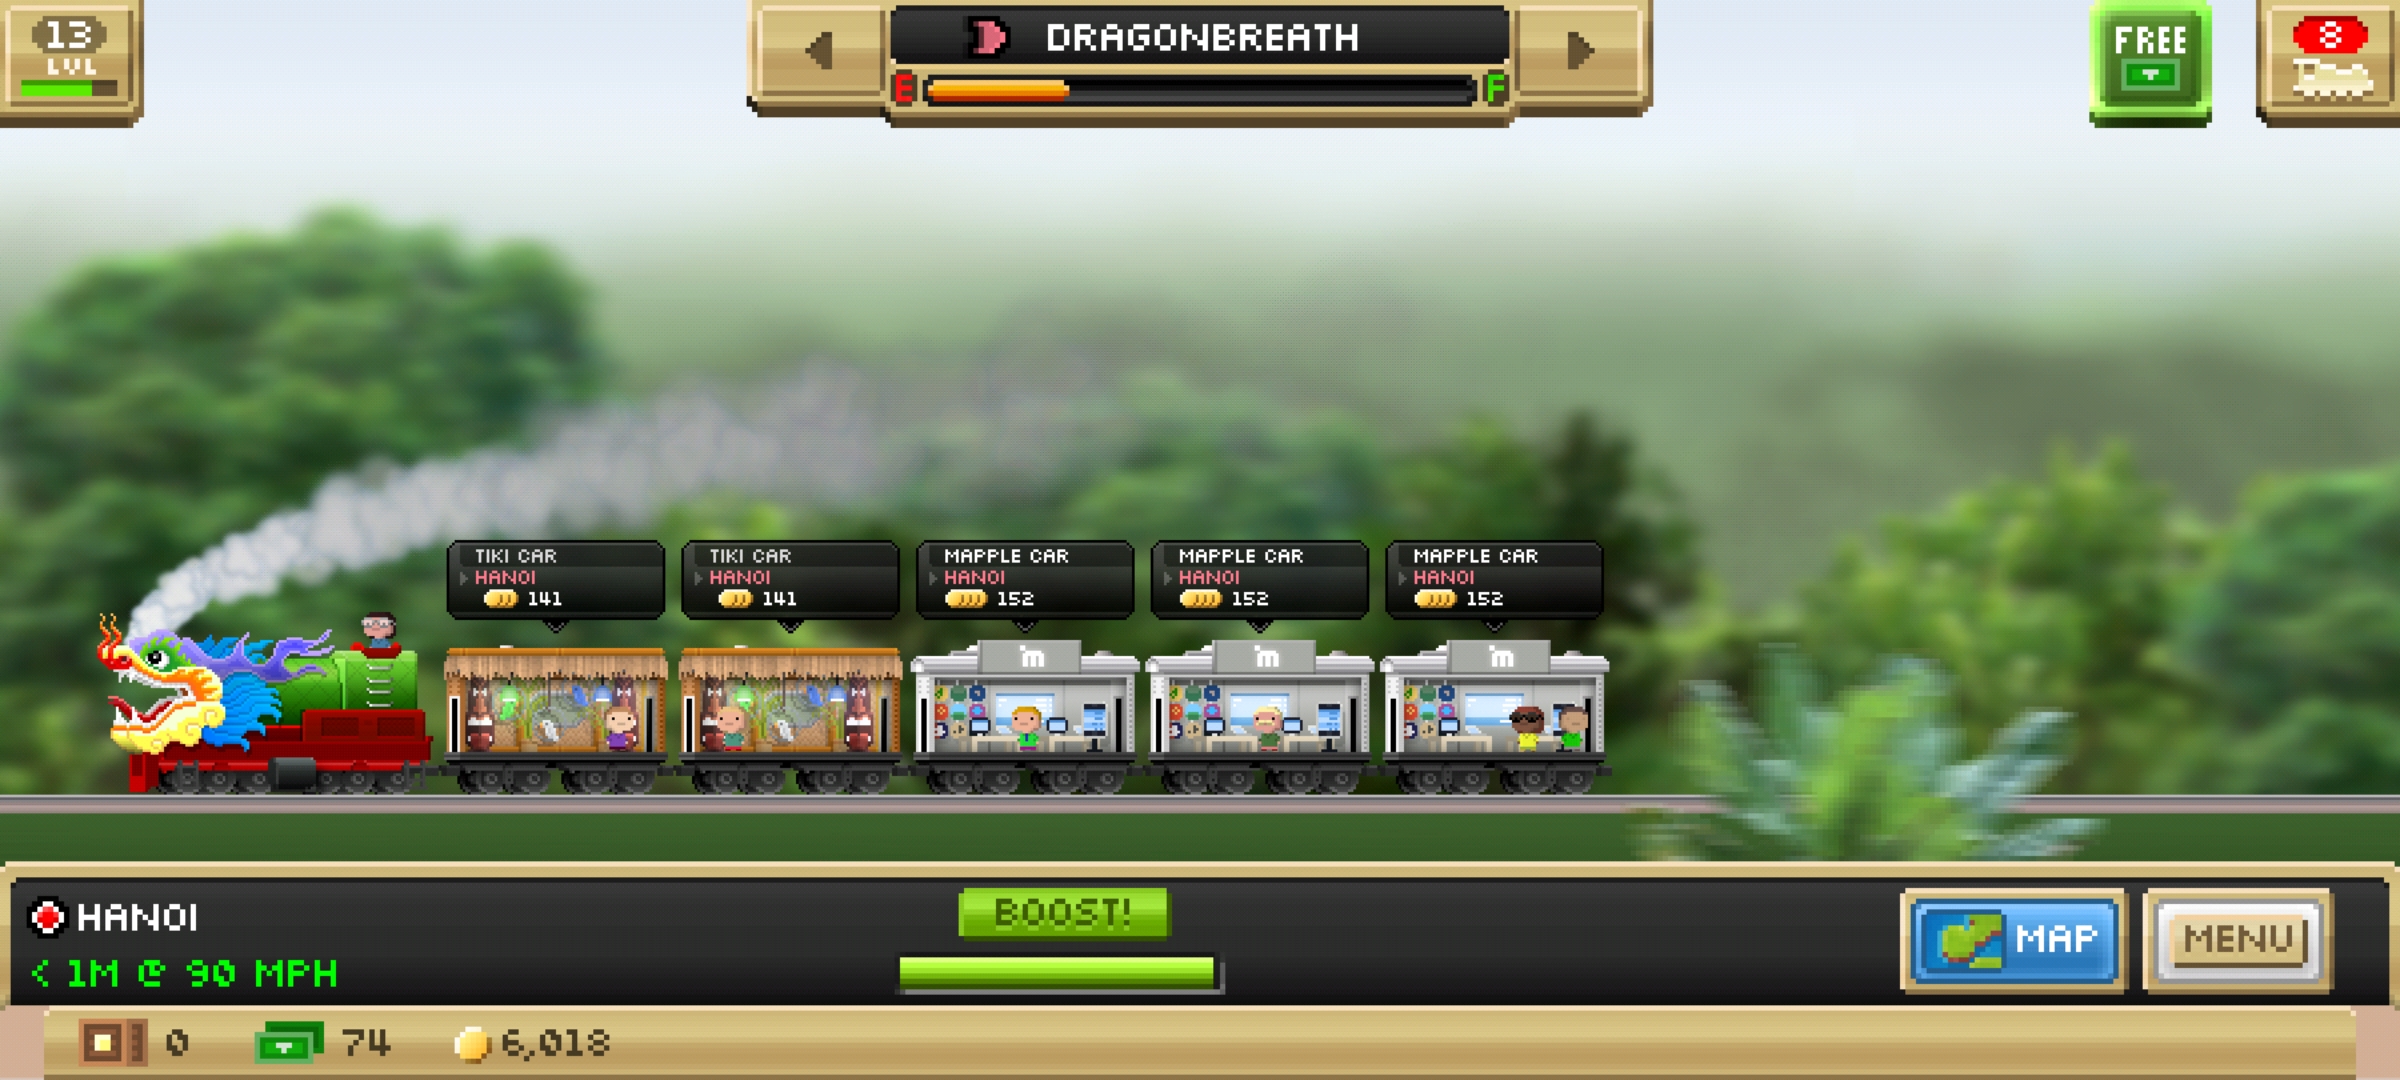 13
LVL
DRAGONBREATH
E F
FREE
8
TIKI CAR
HANOI
141
TIKI CAR
HANOI
141
MAPPLE CAR
HANOI
152
MAPPLE CAR
HANOI
152
MAPPLE CAR
HANOI
152
m
m
m
HANOI
< 1M @ 90 MPH
BOOST!
MAP
MENU
0
74
6,018